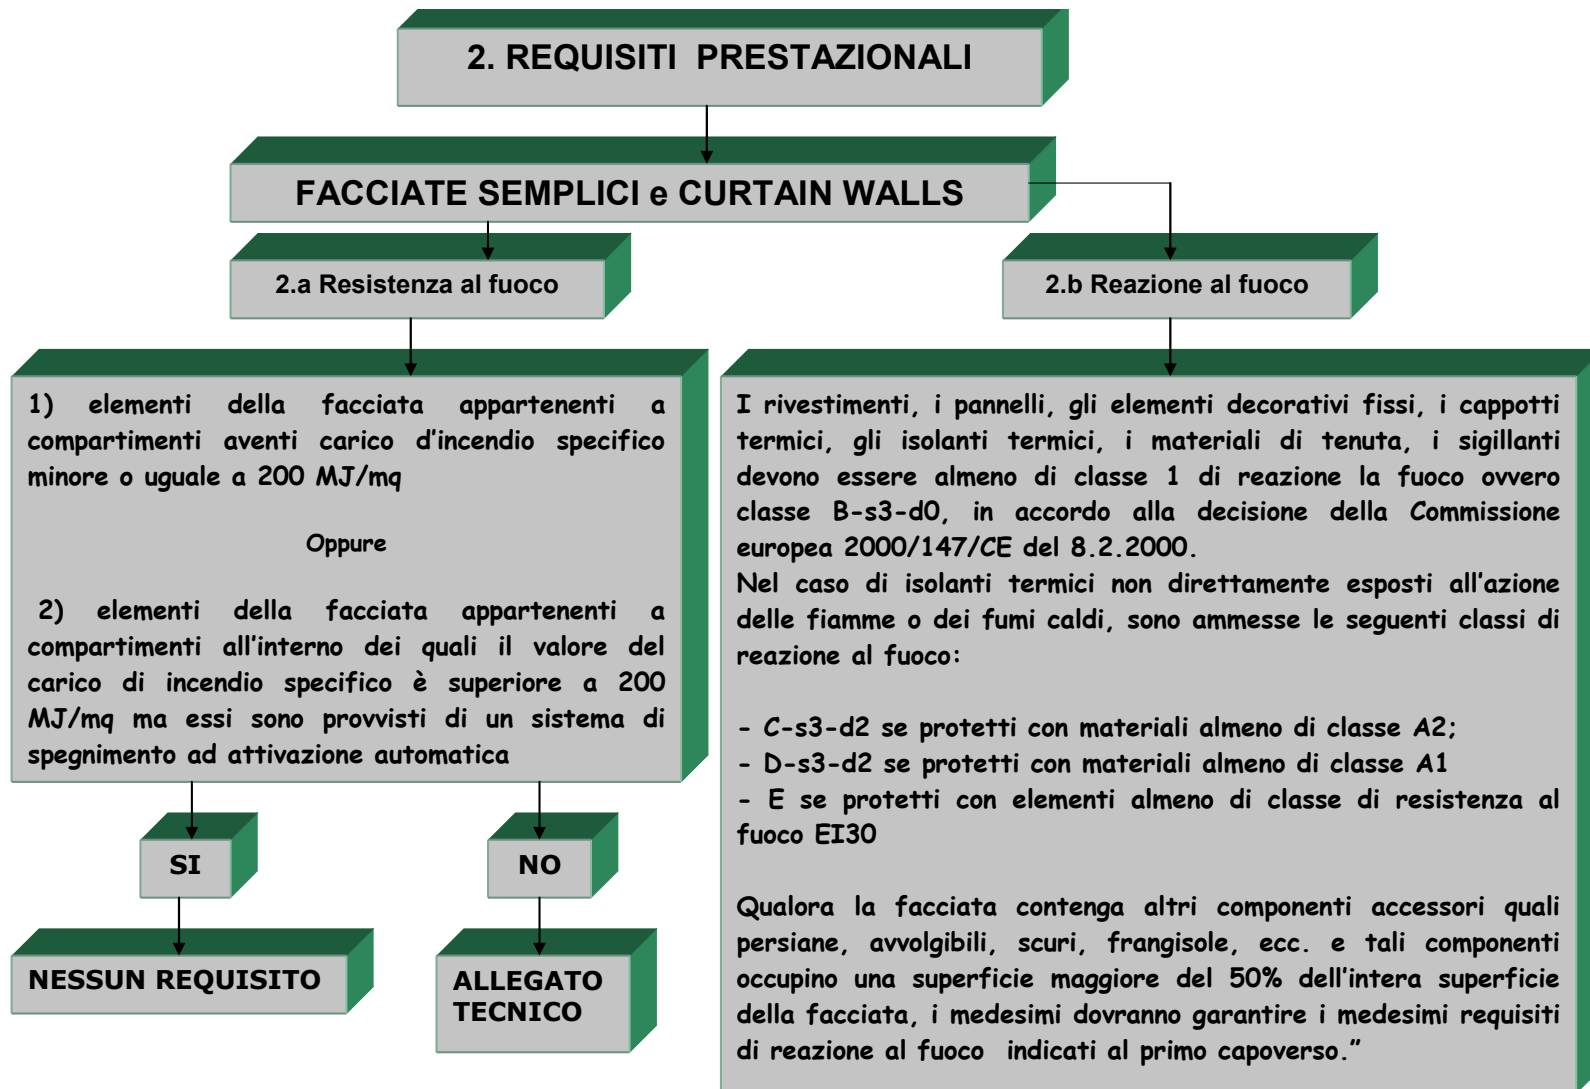 2. REQUISITI PRESTAZIONALI
FACCIATE SEMPLICI e CURTAIN WALLS
2.a Resistenza al fuoco
2.b Reazione al fuoco
1) elementi della facciata appartenenti a
compartimenti aventi carico d'incendio specifico
minore o uguale a 200 MJ/mq
Oppure
2) elementi della facciata appartenenti a
compartimenti all'interno dei quali il valore del
carico di incendio specifico è superiore a 200
MJ/mq ma essi sono provvisti di un sistema di
spegnimento ad attivazione automatica
SI
NO
NESSUN REQUISITO
ALLEGATO
TECNICO
I rivestimenti, i pannelli, gli elementi decorativi fissi, i cappotti
termici, gli isolanti termici, i materiali di tenuta, i sigillanti
devono essere almeno di classe 1 di reazione la fuoco ovvero
classe B-s3-d0, in accordo alla decisione della Commissione
europea 2000/147/CE del 8.2.2000.
Nel caso di isolanti termici non direttamente esposti all'azione
delle fiamme o dei fumi caldi, sono ammesse le seguenti classi di
reazione al fuoco:
- C-s3-d2 se protetti con materiali almeno di classe A2;
- D-s3-d2 se protetti con materiali almeno di classe A1
- E se protetti con elementi almeno di classe di resistenza al
fuoco EI30
Qualora la facciata contenga altri componenti accessori quali
persiane, avvolgibili, scuri, frangisole, ecc. e tali componenti
occupino una superficie maggiore del 50% dell'intera superficie
della facciata, i medesimi dovranno garantire i medesimi requisiti
di reazione al fuoco indicati al primo capoverso.”